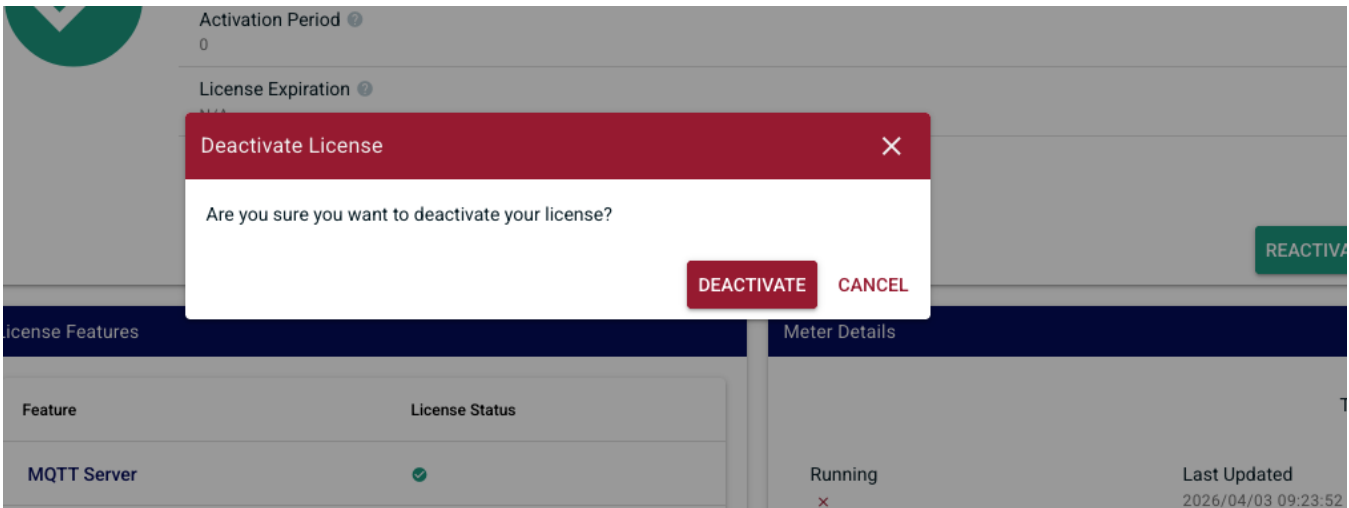 Activation Period
0
License Expiration
Deactivate License
Are you sure you want to deactivate your license?
DEACTIVATE
CANCEL
License Features
Meter Details
Feature
License Status
MQTT Server
Running
Last Updated
2026/04/03 09:23:52